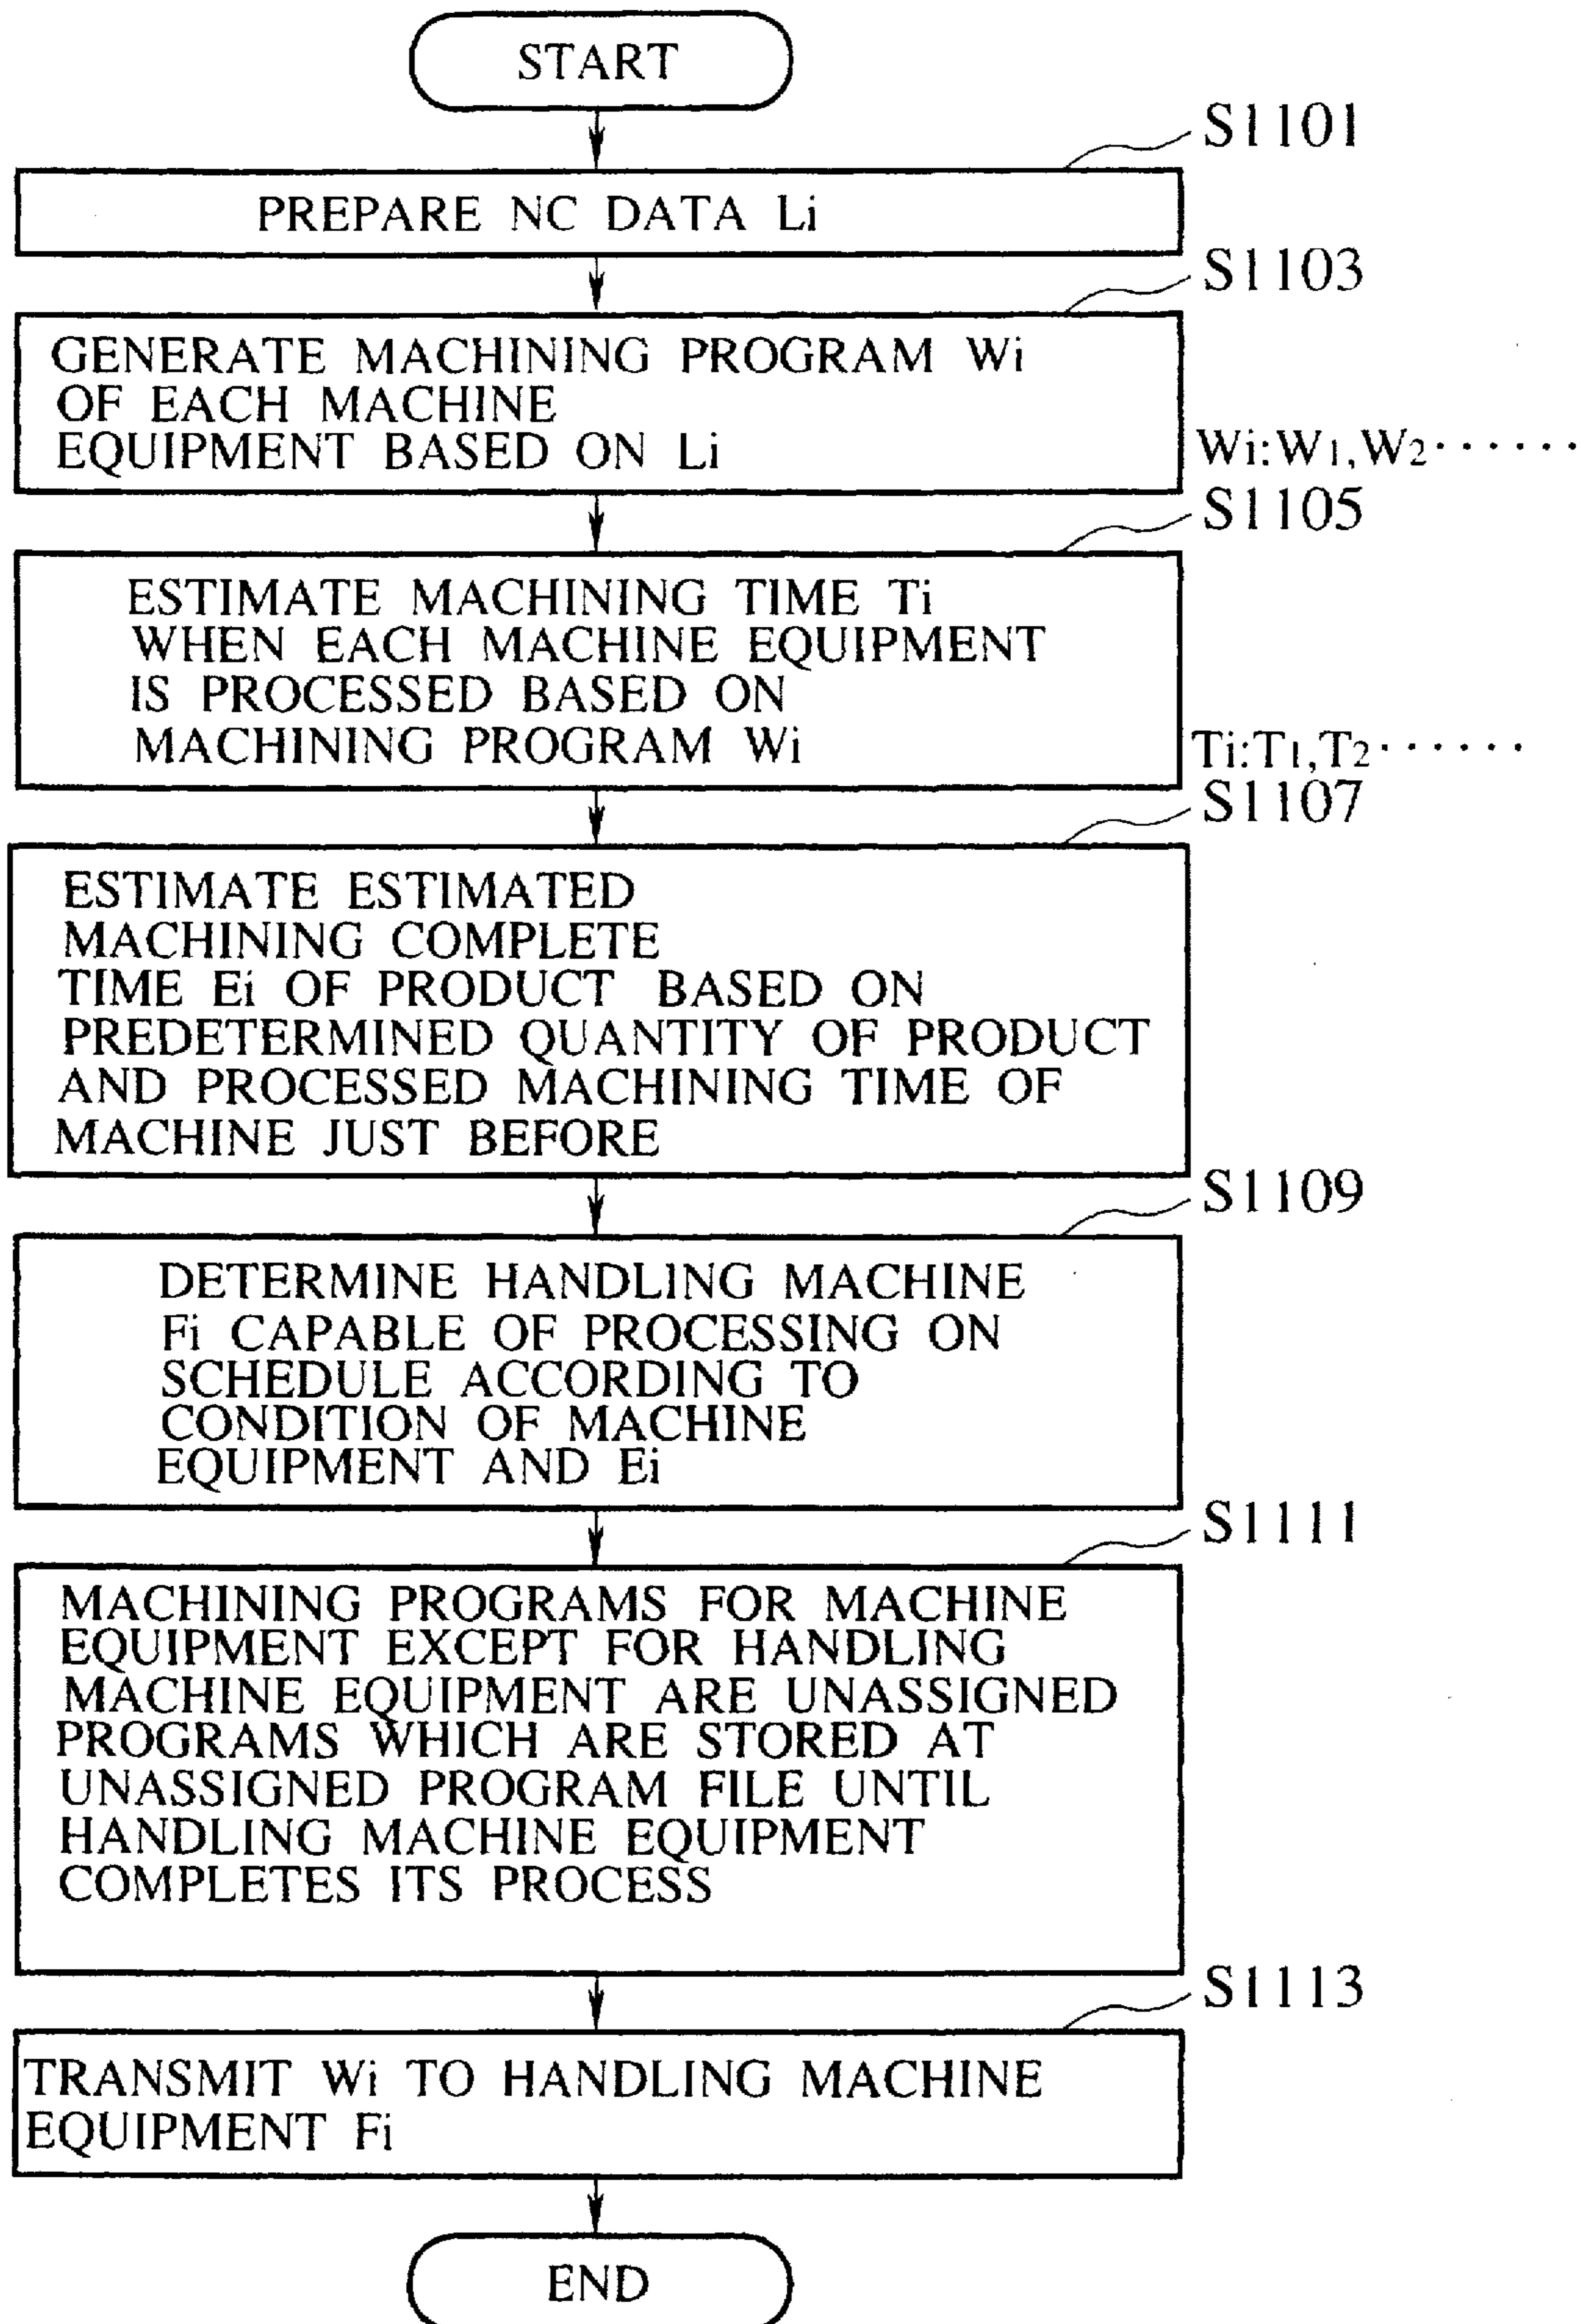 START
S1101
PREPARE NC DATA Li
S1103
GENERATE MACHINING PROGRAM Wi
OF EACH MACHINE
EQUIPMENT BASED ON Li
Wi:W1,W2······
S1105
ESTIMATE MACHINING TIME Ti
WHEN EACH MACHINE EQUIPMENT
IS PROCESSED BASED ON
MACHINING PROGRAM Wi
Ti:T1,T2······
S1107
ESTIMATE ESTIMATED
MACHINING COMPLETE
TIME Ei OF PRODUCT BASED ON
PREDETERMINED QUANTITY OF PRODUCT
AND PROCESSED MACHINING TIME OF
MACHINE JUST BEFORE
S1109
DETERMINE HANDLING MACHINE
Fi CAPABLE OF PROCESSING ON
SCHEDULE ACCORDING TO
CONDITION OF MACHINE
EQUIPMENT AND Ei
S1111
MACHINING PROGRAMS FOR MACHINE
EQUIPMENT EXCEPT FOR HANDLING
MACHINE EQUIPMENT ARE UNASSIGNED
PROGRAMS WHICH ARE STORED AT
UNASSIGNED PROGRAM FILE UNTIL
HANDLING MACHINE EQUIPMENT
COMPLETES ITS PROCESS
S1113
TRANSMIT Wi TO HANDLING MACHINE
EQUIPMENT Fi
END